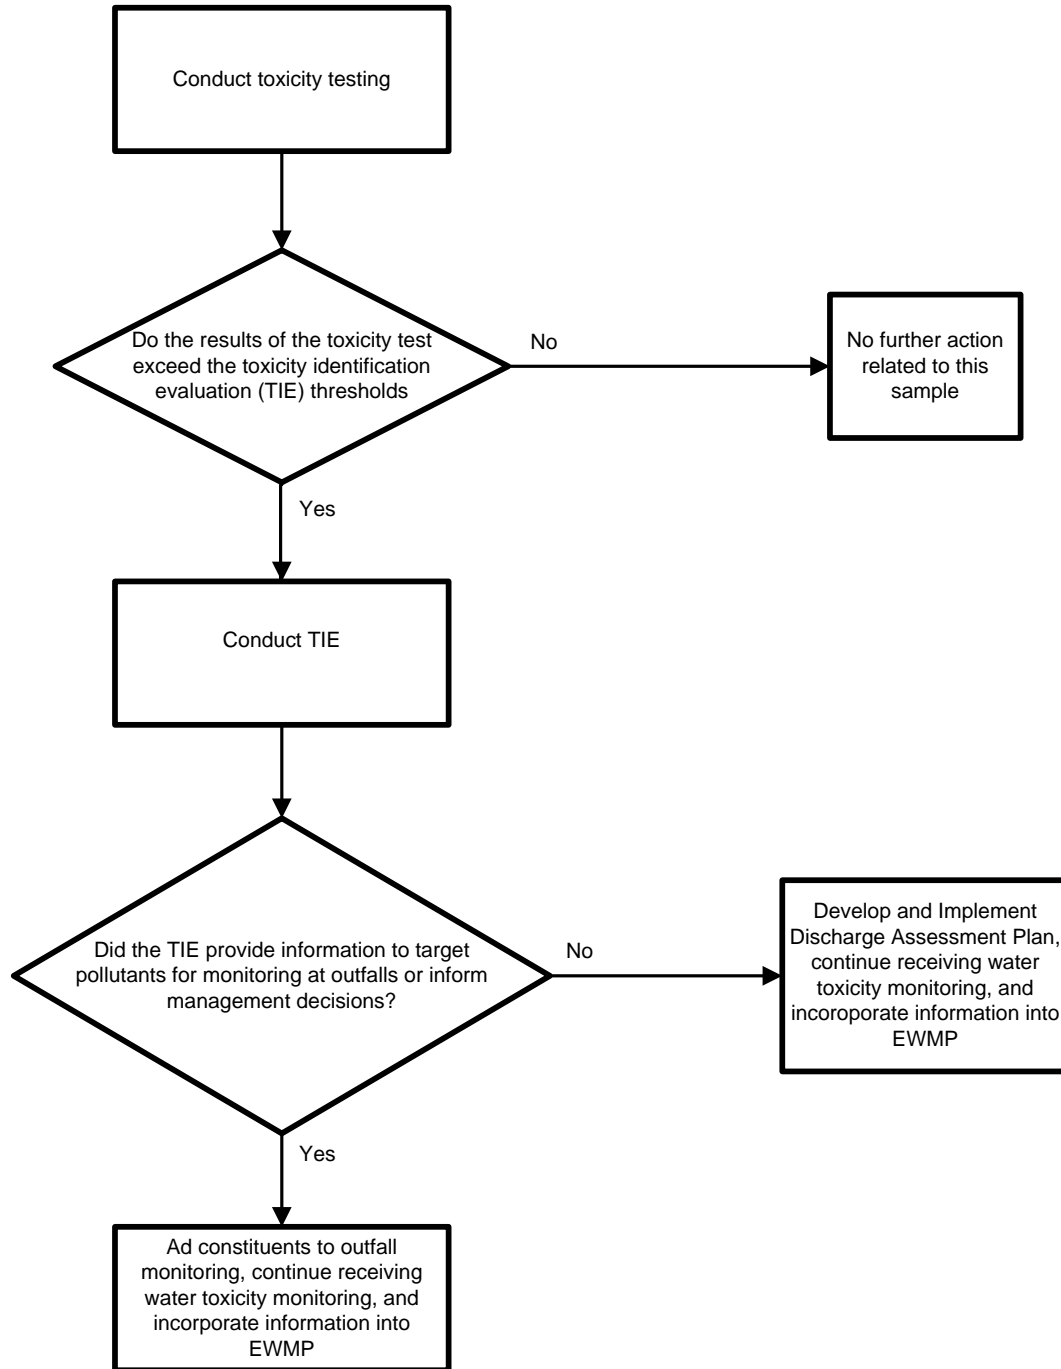 Conduct toxicity testing
Do the results of the toxicity test
exceed the toxicity identification
evaluation (TIE) thresholds
No
No further action
related to this
sample
Yes
Conduct TIE
Did the TIE provide information to target
pollutants for monitoring at outfalls or inform
management decisions?
No
Develop and Implement
Discharge Assessment Plan,
continue receiving water
toxicity monitoring, and
incoroporate information into
EWMP
Yes
Ad constituents to outfall
monitoring, continue receiving
water toxicity monitoring, and
incorporate information into
EWMP